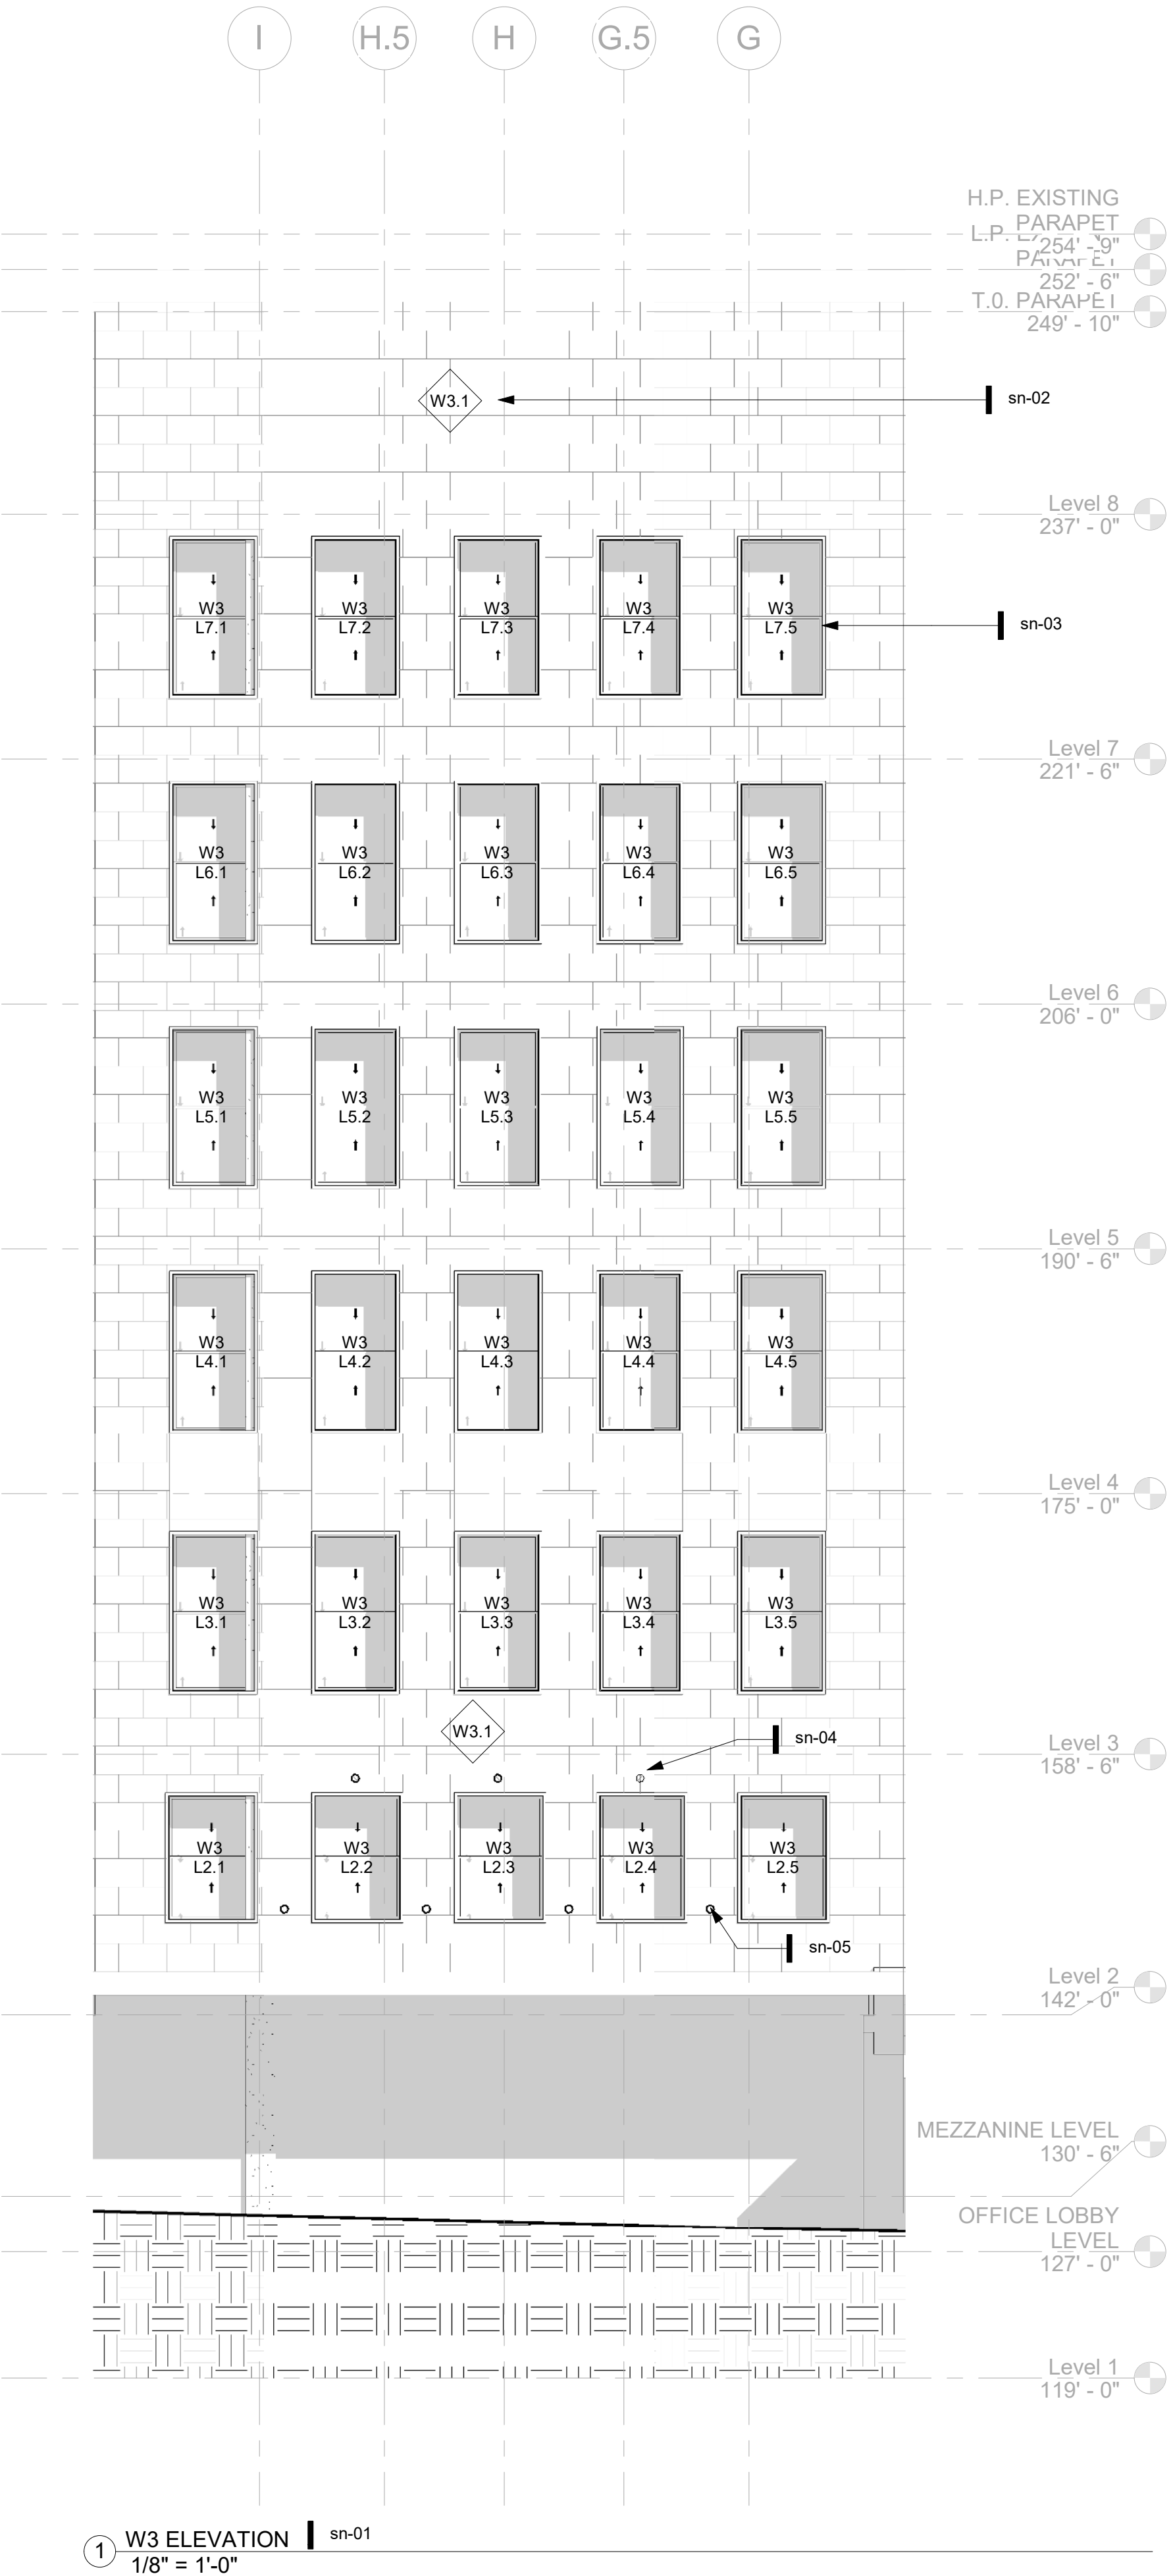 I H.5 H G.5 G
H.P. EXISTING
PARAPET
254' - 9"
L.P.
PARAPET
252' - 6"
T.O. PARAPET
249' - 10"
W3.1
sn-02
Level 8
237' - 0"
W3 W3 W3 W3 W3
L7.1 L7.2 L7.3 L7.4 L7.5
sn-03
Level 7
221' - 6"
W3 W3 W3 W3 W3
L6.1 L6.2 L6.3 L6.4 L6.5
Level 6
206' - 0"
W3 W3 W3 W3 W3
L5.1 L5.2 L5.3 L5.4 L5.5
Level 5
190' - 6"
W3 W3 W3 W3 W3
L4.1 L4.2 L4.3 L4.4 L4.5
Level 4
175' - 0"
W3 W3 W3 W3 W3
L3.1 L3.2 L3.3 L3.4 L3.5
W3.1
sn-04
Level 3
158' - 6"
W3 W3 W3 W3 W3
L2.1 L2.2 L2.3 L2.4 L2.5
sn-05
Level 2
142' - 0"
MEZZANINE LEVEL
130' - 6"
OFFICE LOBBY
LEVEL
127' - 0"
Level 1
119' - 0"
1 W3 ELEVATION sn-01
1/8" = 1'-0"